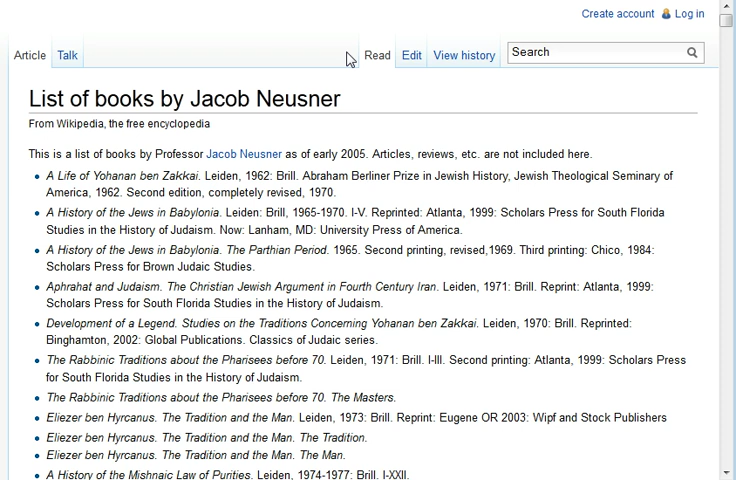 Create account Log in
Article Talk Read Edit View history Search
List of books by Jacob Neusner
From Wikipedia, the free encyclopedia
This is a list of books by Professor Jacob Neusner as of early 2005. Articles, reviews, etc. are not included here.
A Life of Yohanan ben Zakkai. Leiden, 1962: Brill. Abraham Berliner Prize in Jewish History, Jewish Theological Seminary of
America, 1962. Second edition, completely revised, 1970.
A History of the Jews in Babylonia. Leiden: Brill, 1965-1970. I-V. Reprinted: Atlanta, 1999: Scholars Press for South Florida
Studies in the History of Judaism. Now: Lanham, MD: University Press of America.
A History of the Jews in Babylonia. The Parthian Period. 1965. Second printing, revised,1969. Third printing: Chico, 1984:
Scholars Press for Brown Judaic Studies.
Aphrahat and Judaism. The Christian Jewish Argument in Fourth Century Iran. Leiden, 1971: Brill. Reprint: Atlanta, 1999:
Scholars Press for South Florida Studies in the History of Judaism.
Development of a Legend. Studies on the Traditions Concerning Yohanan ben Zakkai. Leiden, 1970: Brill. Reprinted:
Binghamton, 2002: Global Publications. Classics of Judaic series.
The Rabbinic Traditions about the Pharisees before 70. Leiden, 1971: Brill. I-III. Second printing: Atlanta, 1999: Scholars Press
for South Florida Studies in the History of Judaism.
The Rabbinic Traditions about the Pharisees before 70. The Masters.
Eliezer ben Hyrcanus. The Tradition and the Man. Leiden, 1973: Brill. Reprint: Eugene OR 2003: Wipf and Stock Publishers
Eliezer ben Hyrcanus. The Tradition and the Man. The Tradition.
Eliezer ben Hyrcanus. The Tradition and the Man. The Man.
A History of the Mishnaic Law of Purities. Leiden, 1974-1977: Brill. I-XXII.